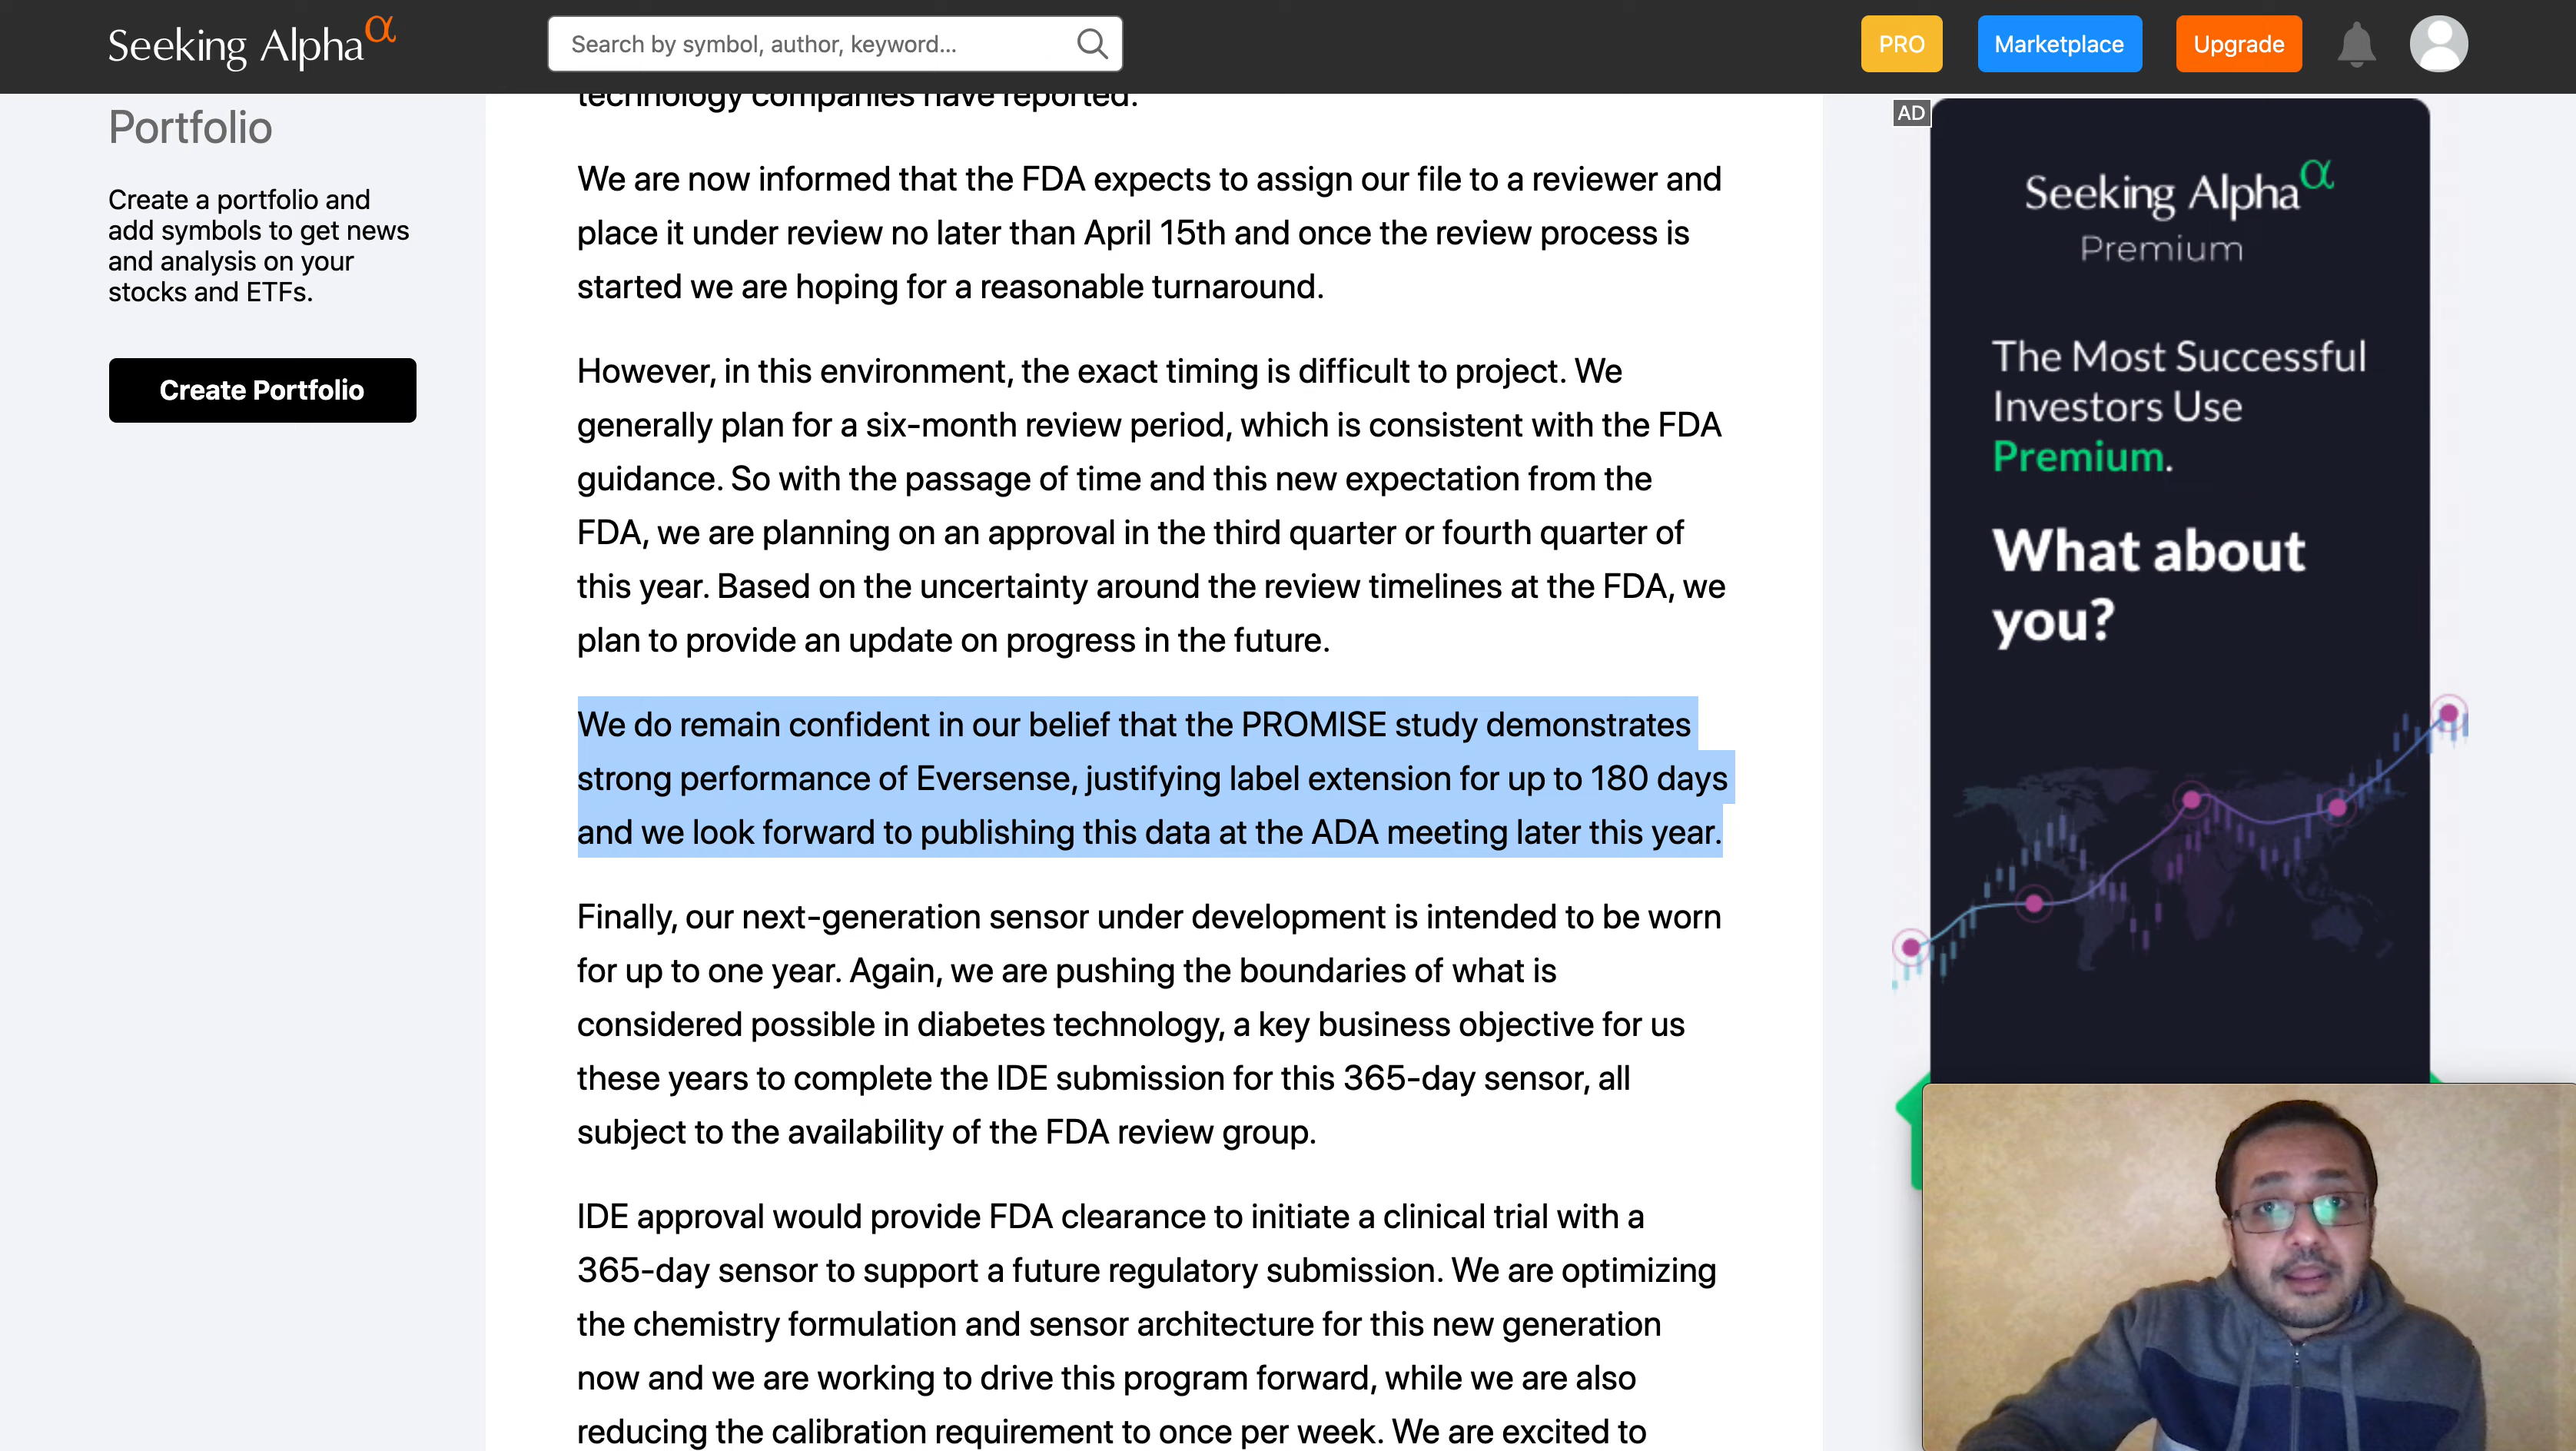 Seeking Alpha α
Search by symbol, author, keyword...
PRO
Marketplace
Upgrade
Portfolio
Create a portfolio and
add symbols to get news
and analysis on your
stocks and ETFs.
Create Portfolio
technology companies have reported.
We are now informed that the FDA expects to assign our file to a reviewer and
place it under review no later than April 15th and once the review process is
started we are hoping for a reasonable turnaround.
However, in this environment, the exact timing is difficult to project. We
generally plan for a six-month review period, which is consistent with the FDA
guidance. So with the passage of time and this new expectation from the
FDA, we are planning on an approval in the third quarter or fourth quarter of
this year. Based on the uncertainty around the review timelines at the FDA, we
plan to provide an update on progress in the future.
We do remain confident in our belief that the PROMISE study demonstrates
strong performance of Eversense, justifying label extension for up to 180 days
and we look forward to publishing this data at the ADA meeting later this year.
Finally, our next-generation sensor under development is intended to be worn
for up to one year. Again, we are pushing the boundaries of what is
considered possible in diabetes technology, a key business objective for us
these years to complete the IDE submission for this 365-day sensor, all
subject to the availability of the FDA review group.
IDE approval would provide FDA clearance to initiate a clinical trial with a
365-day sensor to support a future regulatory submission. We are optimizing
the chemistry formulation and sensor architecture for this new generation
now and we are working to drive this program forward, while we are also
reducing the calibration requirement to once per week. We are excited to
AD
Seeking Alpha α
Premium
The Most Successful
Investors Use
Premium.
What about
you?